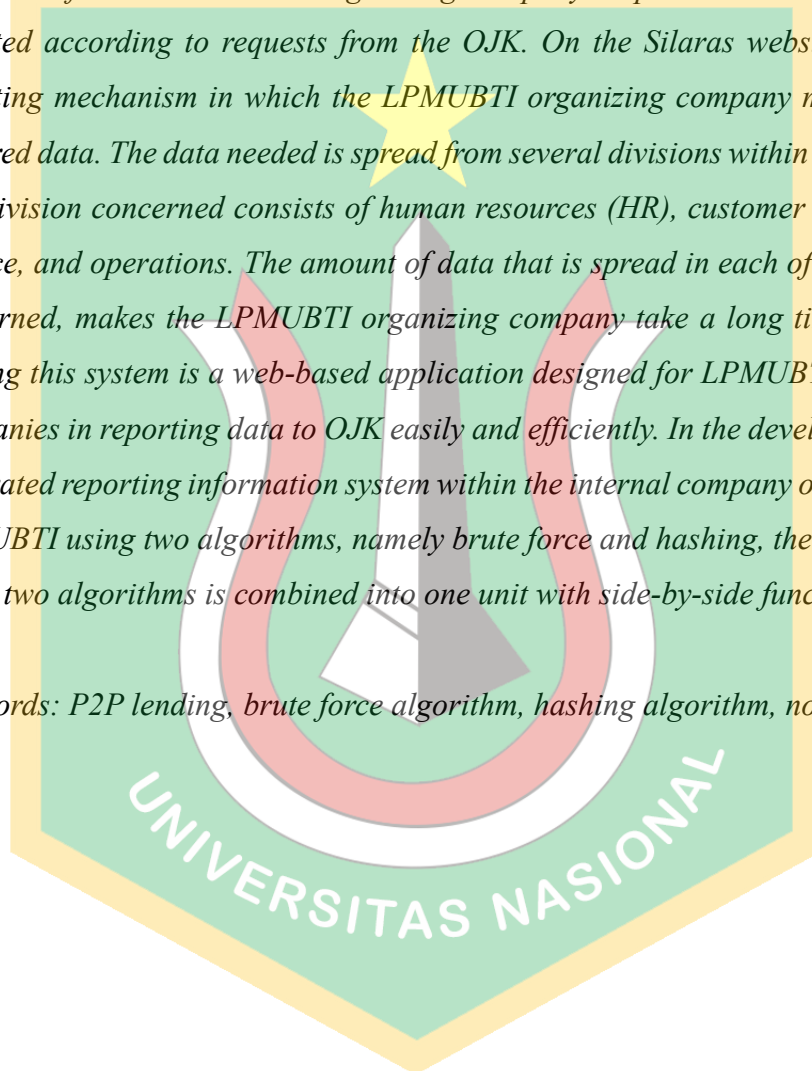 ted according to requests from the OJK. On the Silaras webs
ting mechanism in which the LPMUBTI organizing company n
red data. The data needed is spread from several divisions within
ivision concerned consists of human resources (HR), customer
ce, and operations. The amount of data that is spread in each of
rned, makes the LPMUBTI organizing company take a long ti
ng this system is a web-based application designed for LPMUBT
anies in reporting data to OJK easily and efficiently. In the devel
ated reporting information system within the internal company o
UBTI using two algorithms, namely brute force and hashing, the
two algorithms is combined into one unit with side-by-side func
ords: P2P lending, brute force algorithm, hashing algorithm, no
UNIVERSITAS NASIONAL